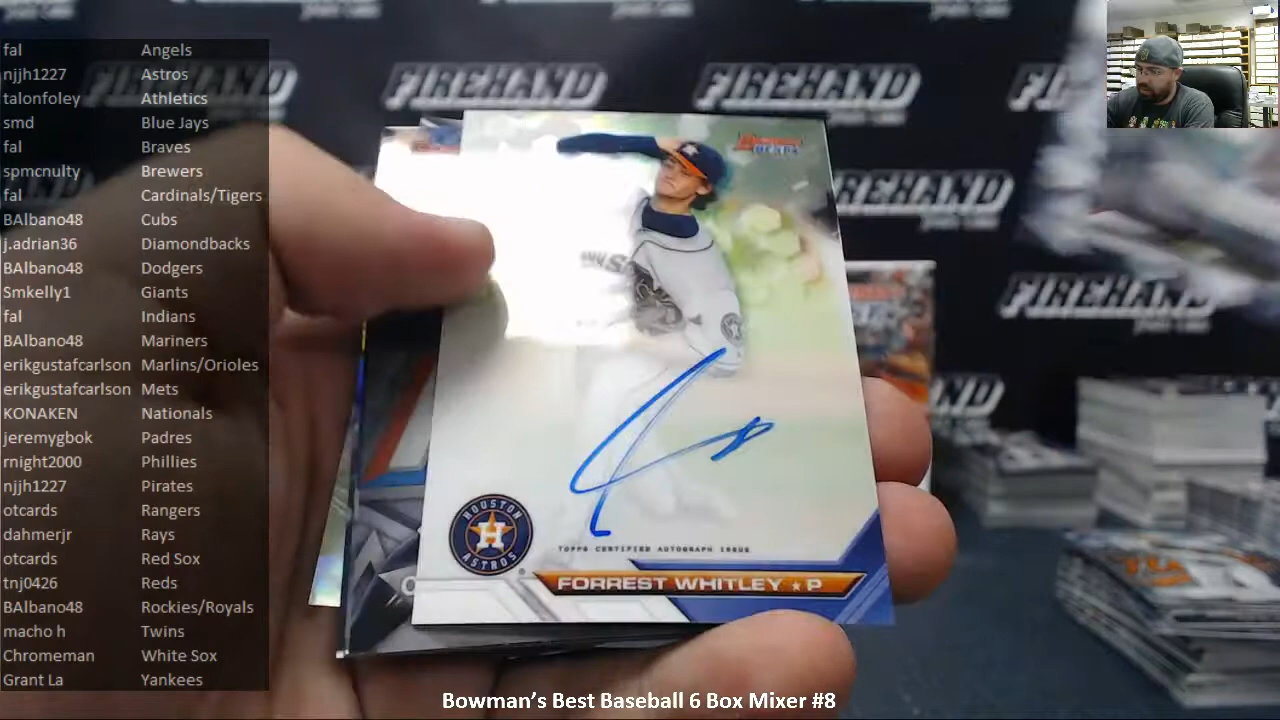 fal Angels
njjh1227 Astros
talonfoley Athletics
smd Blue Jays
fal Braves
spmcnulty Brewers
fal Cardinals/Tigers
BAlbano48 Cubs
j.adrian36 Diamondbacks
BAlbano48 Dodgers
Smkelly1 Giants
fal Indians
BAlbano48 Mariners
erikgustafcarlson Marlins/Orioles
erikgustafcarlson Mets
KONAKEN Nationals
jeremygbok Padres
rnight2000 Phillies
njjh1227 Pirates
otcards Rangers
dahmerjr Rays
otcards Red Sox
tnj0426 Reds
BAlbano48 Rockies/Royals
macho h Twins
Chromeman White Sox
Grant La Yankees
FIREHAND FIREHAND FIREHAND
FIREHAND
FIREHAND
BOWMAN'S
BEST
HOUSTON
H
ASTROS
TOPPS CERTIFIED AUTOGRAPH ISSUE
FORREST WHITLEY ★ P
Bowman's Best Baseball 6 Box Mixer #8